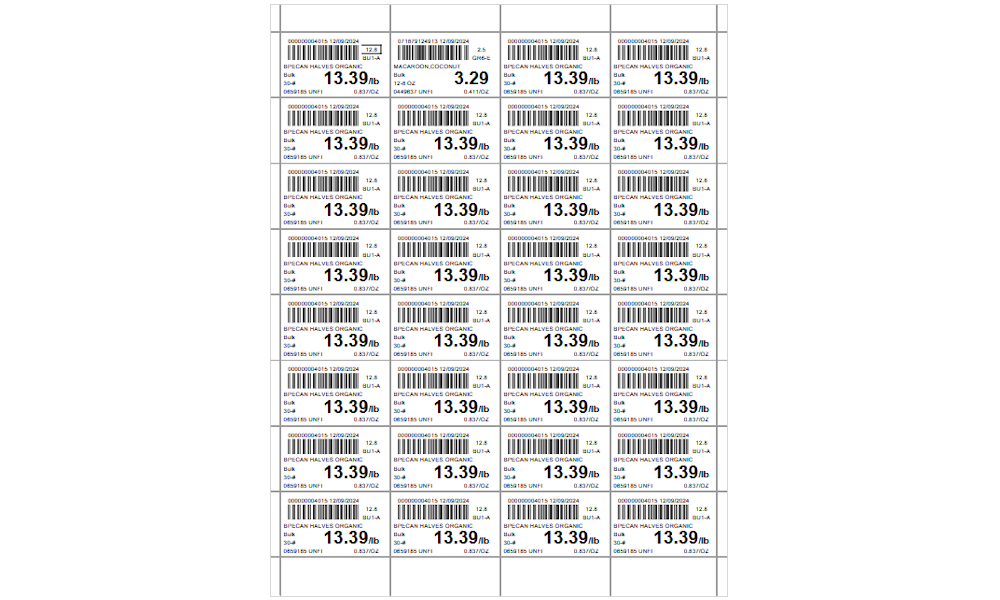 000000004015 12/09/2024 071879124913 12/09/2024 000000004015 12/09/2024 000000004015 12/09/2024
12.8 2.5 12.8 12.8
BU1-A GR6-E BU1-A BU1-A
BPECAN HALVES ORGANIC MACAROON,COCONUT BPECAN HALVES ORGANIC BPECAN HALVES ORGANIC
Bulk 13.39/lb Bulk 3.29 Bulk 13.39/lb Bulk 13.39/lb
30-# 12-8 OZ 30-# 30-#
0659185 UNFI 0.837/OZ 0449637 UNFI 0.411/OZ 0659185 UNFI 0.837/OZ 0659185 UNFI 0.837/OZ
000000004015 12/09/2024 000000004015 12/09/2024 000000004015 12/09/2024 000000004015 12/09/2024
12.8 12.8 12.8 12.8
BU1-A BU1-A BU1-A BU1-A
BPECAN HALVES ORGANIC BPECAN HALVES ORGANIC BPECAN HALVES ORGANIC BPECAN HALVES ORGANIC
Bulk 13.39/lb Bulk 13.39/lb Bulk 13.39/lb Bulk 13.39/lb
30-# 30-# 30-# 30-#
0659185 UNFI 0.837/OZ 0659185 UNFI 0.837/OZ 0659185 UNFI 0.837/OZ 0659185 UNFI 0.837/OZ
000000004015 12/09/2024 000000004015 12/09/2024 000000004015 12/09/2024 000000004015 12/09/2024
12.8 12.8 12.8 12.8
BU1-A BU1-A BU1-A BU1-A
BPECAN HALVES ORGANIC BPECAN HALVES ORGANIC BPECAN HALVES ORGANIC BPECAN HALVES ORGANIC
Bulk 13.39/lb Bulk 13.39/lb Bulk 13.39/lb Bulk 13.39/lb
30-# 30-# 30-# 30-#
0659185 UNFI 0.837/OZ 0659185 UNFI 0.837/OZ 0659185 UNFI 0.837/OZ 0659185 UNFI 0.837/OZ
000000004015 12/09/2024 000000004015 12/09/2024 000000004015 12/09/2024 000000004015 12/09/2024
12.8 12.8 12.8 12.8
BU1-A BU1-A BU1-A BU1-A
BPECAN HALVES ORGANIC BPECAN HALVES ORGANIC BPECAN HALVES ORGANIC BPECAN HALVES ORGANIC
Bulk 13.39/lb Bulk 13.39/lb Bulk 13.39/lb Bulk 13.39/lb
30-# 30-# 30-# 30-#
0659185 UNFI 0.837/OZ 0659185 UNFI 0.837/OZ 0659185 UNFI 0.837/OZ 0659185 UNFI 0.837/OZ
000000004015 12/09/2024 000000004015 12/09/2024 000000004015 12/09/2024 000000004015 12/09/2024
12.8 12.8 12.8 12.8
BU1-A BU1-A BU1-A BU1-A
BPECAN HALVES ORGANIC BPECAN HALVES ORGANIC BPECAN HALVES ORGANIC BPECAN HALVES ORGANIC
Bulk 13.39/lb Bulk 13.39/lb Bulk 13.39/lb Bulk 13.39/lb
30-# 30-# 30-# 30-#
0659185 UNFI 0.837/OZ 0659185 UNFI 0.837/OZ 0659185 UNFI 0.837/OZ 0659185 UNFI 0.837/OZ
000000004015 12/09/2024 000000004015 12/09/2024 000000004015 12/09/2024 000000004015 12/09/2024
12.8 12.8 12.8 12.8
BU1-A BU1-A BU1-A BU1-A
BPECAN HALVES ORGANIC BPECAN HALVES ORGANIC BPECAN HALVES ORGANIC BPECAN HALVES ORGANIC
Bulk 13.39/lb Bulk 13.39/lb Bulk 13.39/lb Bulk 13.39/lb
30-# 30-# 30-# 30-#
0659185 UNFI 0.837/OZ 0659185 UNFI 0.837/OZ 0659185 UNFI 0.837/OZ 0659185 UNFI 0.837/OZ
000000004015 12/09/2024 000000004015 12/09/2024 000000004015 12/09/2024 000000004015 12/09/2024
12.8 12.8 12.8 12.8
BU1-A BU1-A BU1-A BU1-A
BPECAN HALVES ORGANIC BPECAN HALVES ORGANIC BPECAN HALVES ORGANIC BPECAN HALVES ORGANIC
Bulk 13.39/lb Bulk 13.39/lb Bulk 13.39/lb Bulk 13.39/lb
30-# 30-# 30-# 30-#
0659185 UNFI 0.837/OZ 0659185 UNFI 0.837/OZ 0659185 UNFI 0.837/OZ 0659185 UNFI 0.837/OZ
000000004015 12/09/2024 000000004015 12/09/2024 000000004015 12/09/2024 000000004015 12/09/2024
12.8 12.8 12.8 12.8
BU1-A BU1-A BU1-A BU1-A
BPECAN HALVES ORGANIC BPECAN HALVES ORGANIC BPECAN HALVES ORGANIC BPECAN HALVES ORGANIC
Bulk 13.39/lb Bulk 13.39/lb Bulk 13.39/lb Bulk 13.39/lb
30-# 30-# 30-# 30-#
0659185 UNFI 0.837/OZ 0659185 UNFI 0.837/OZ 0659185 UNFI 0.837/OZ 0659185 UNFI 0.837/OZ